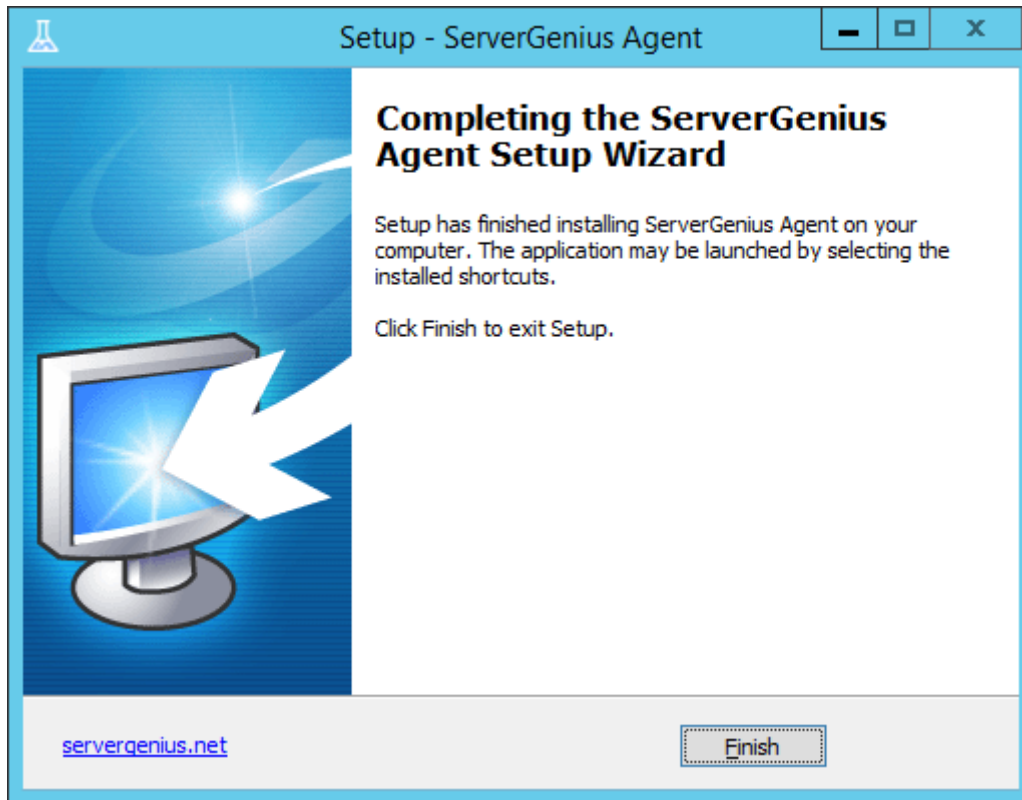 Setup - ServerGenius Agent
Completing the ServerGenius
Agent Setup Wizard
Setup has finished installing ServerGenius Agent on your
computer. The application may be launched by selecting the
installed shortcuts.
Click Finish to exit Setup.
servergenius.net
Finish